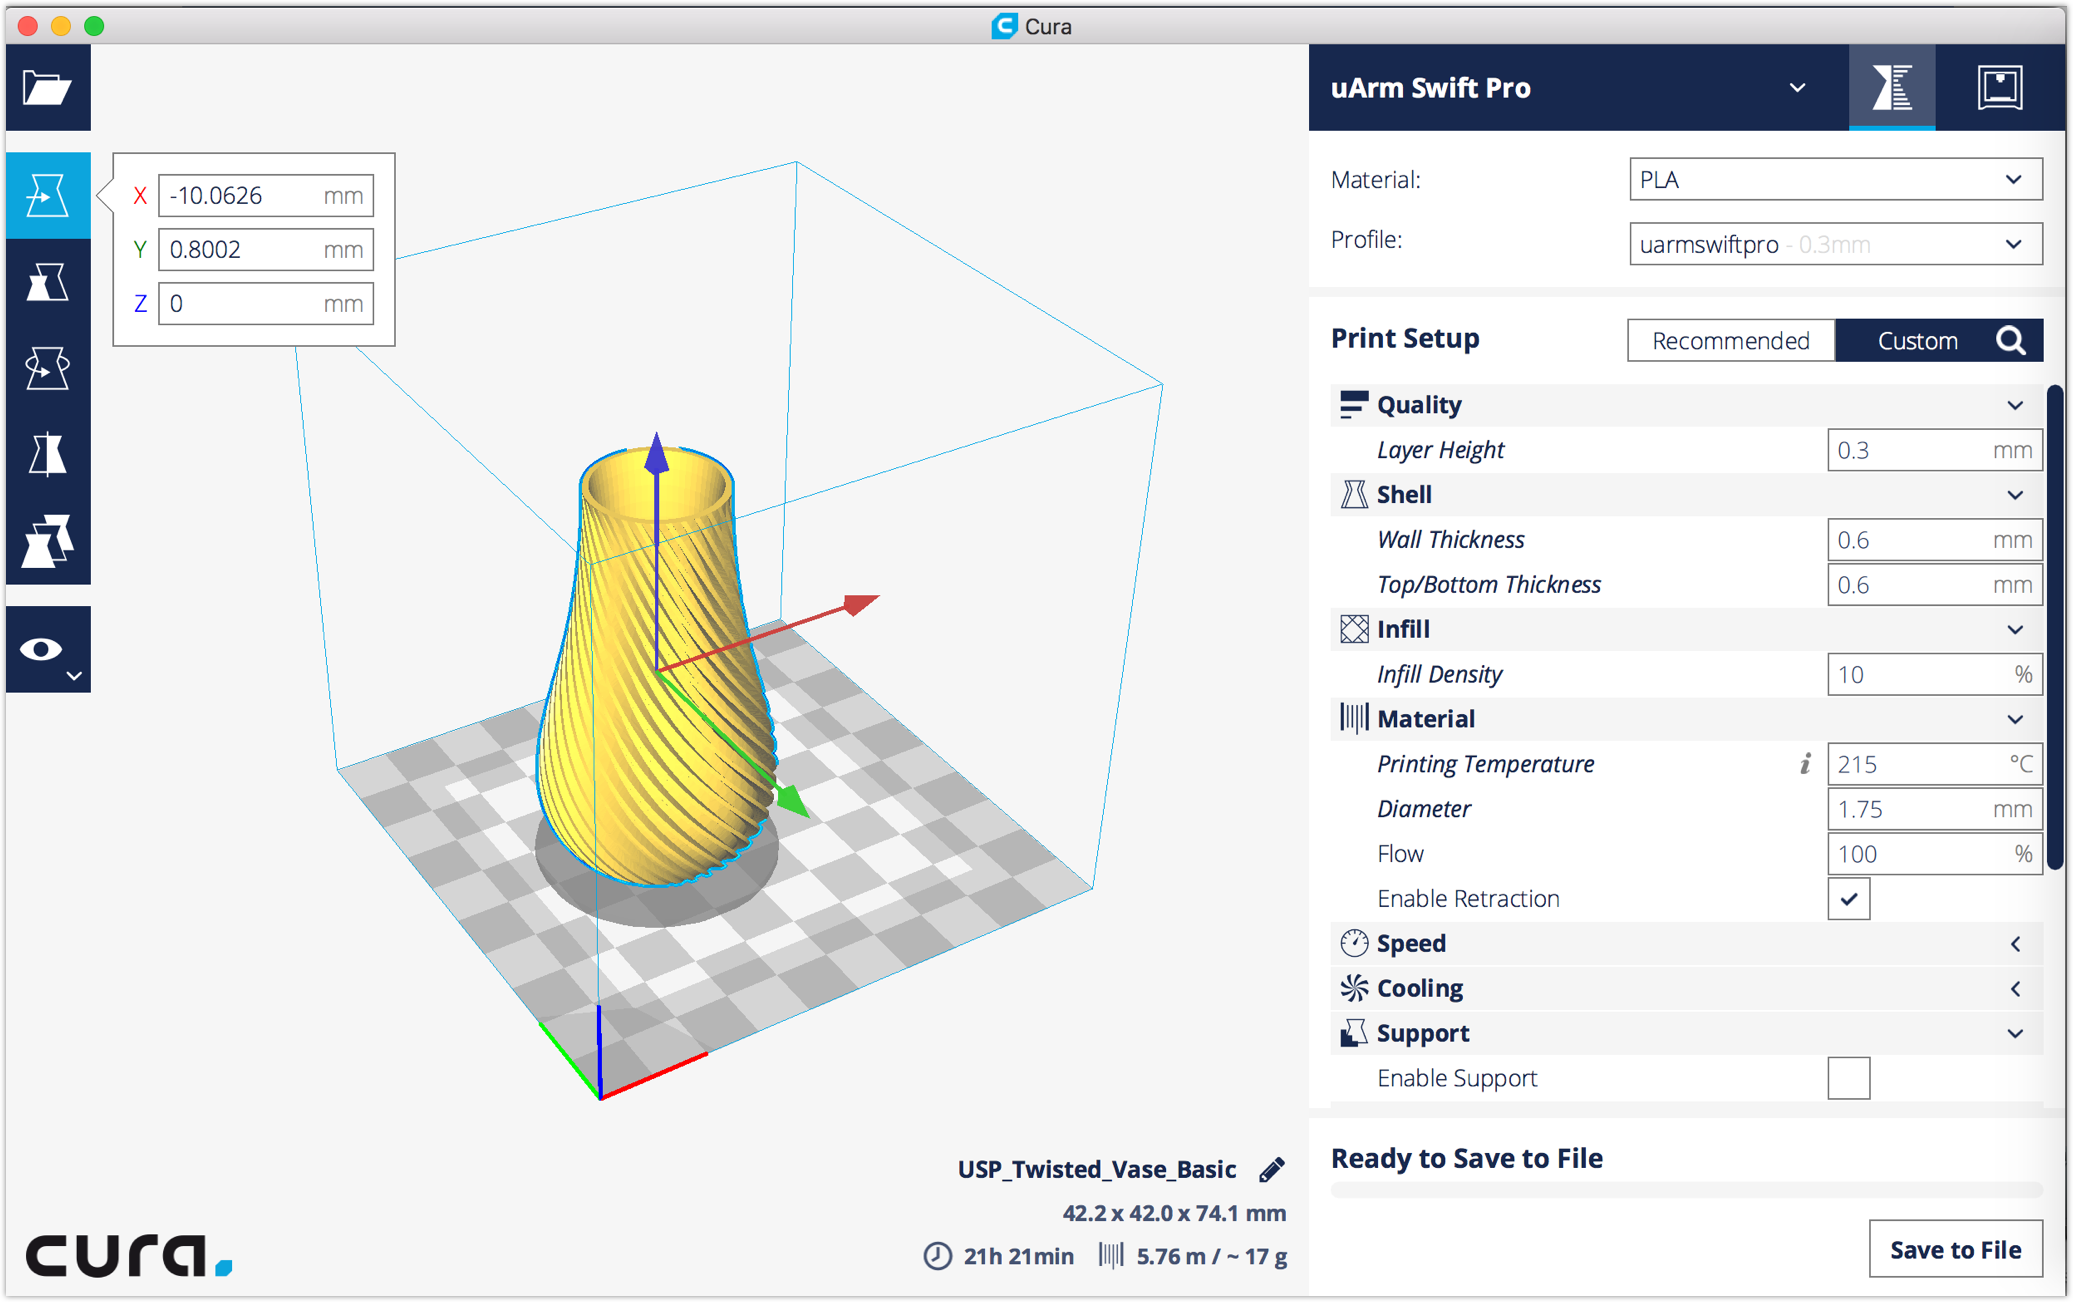 Cura
uArm Swift Pro
X -10.0626 mm
Y 0.8002 mm
Z 0 mm
Material: PLA
Profile: uarmswiftpro - 0.3mm
Print Setup Recommended Custom
Quality
Layer Height 0.3 mm
Shell
Wall Thickness 0.6 mm
Top/Bottom Thickness 0.6 mm
Infill
Infill Density 10 %
Material
Printing Temperature i 215 °C
Diameter 1.75 mm
Flow 100 %
Enable Retraction
Speed
Cooling
Support
Enable Support
USP_Twisted_Vase_Basic
42.2 x 42.0 x 74.1 mm
21h 21min 5.76 m / ~ 17 g
cura.
Ready to Save to File
Save to File